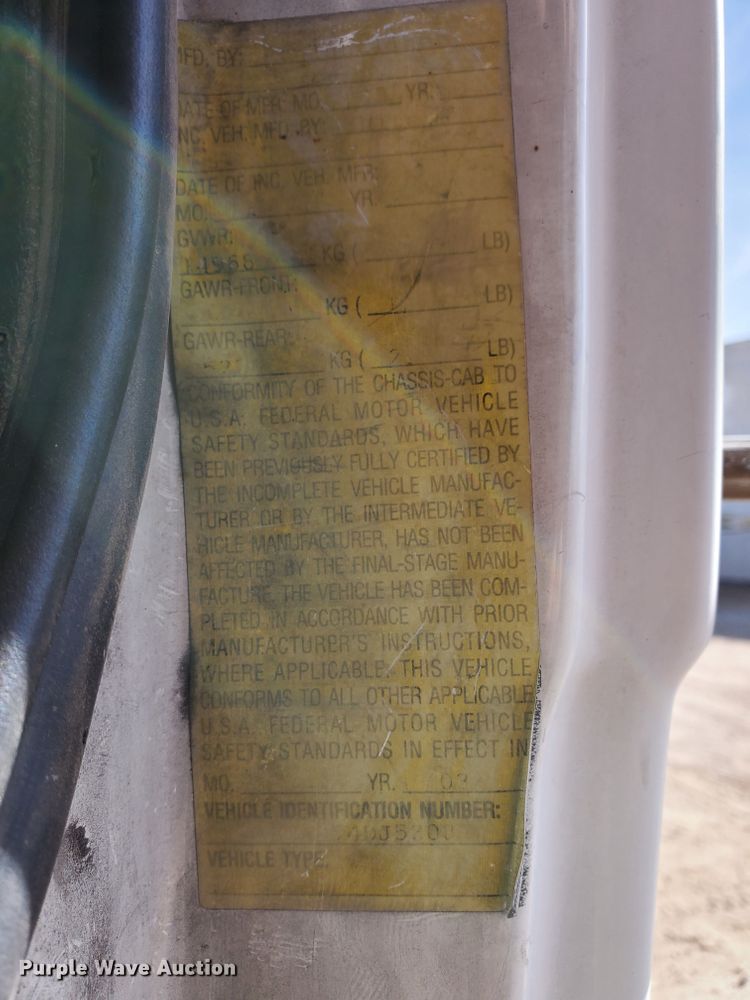 MFD. BY:
DATE OF MFR: MO. YR.
INC. VEH. MFD. BY:
DATE OF INC. VEH. MFR:
MO. YR.
GVWR:
KG ( LB)
GAWR-FRONT:
KG ( LB)
GAWR-REAR:
KG ( LB)
CONFORMITY OF THE CHASSIS-CAB TO
U.S.A. FEDERAL MOTOR VEHICLE
SAFETY STANDARDS, WHICH HAVE
BEEN PREVIOUSLY FULLY CERTIFIED BY
THE INCOMPLETE VEHICLE MANUFAC-
TURER OR BY THE INTERMEDIATE VE-
HICLE MANUFACTURER, HAS NOT BEEN
AFFECTED BY THE FINAL-STAGE MANU-
FACTURE. THE VEHICLE HAS BEEN COM-
PLETED IN ACCORDANCE WITH PRIOR
MANUFACTURER'S INSTRUCTIONS,
WHERE APPLICABLE. THIS VEHICLE
CONFORMS TO ALL OTHER APPLICABLE
U.S.A. FEDERAL MOTOR VEHICLE
SAFETY STANDARDS IN EFFECT IN
MO. YR.
VEHICLE IDENTIFICATION NUMBER:
VEHICLE TYPE:
Purple Wave Auction